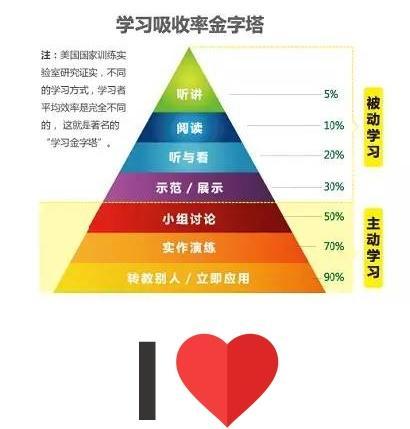 学习吸收率金字塔
注：美国国家训练实
验室研究证实，不同
的学习方式，学习者
平均效率是完全不同
的，这就是著名的
“学习金字塔”。
听讲 5%
阅读 10%
听与看 20%
示范 / 展示 30%
被动学习
小组讨论 50%
实作演练 70%
转教别人 / 立即应用 90%
主动学习
I